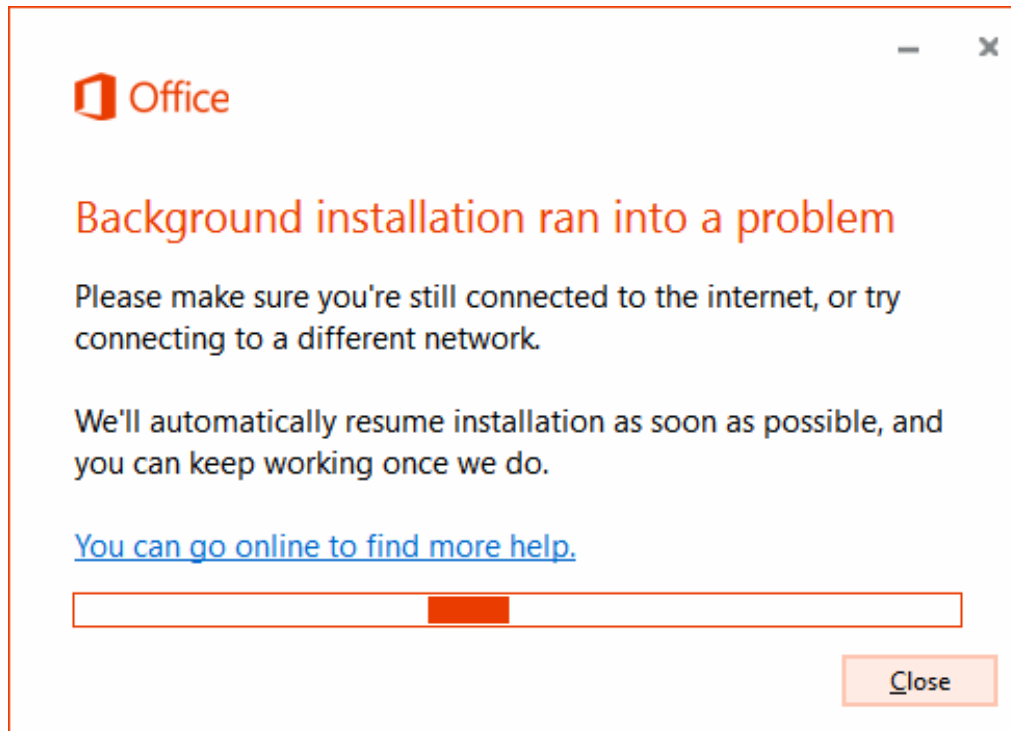 Office
Background installation ran into a problem
Please make sure you're still connected to the internet, or try
connecting to a different network.
We'll automatically resume installation as soon as possible, and
you can keep working once we do.
You can go online to find more help.
Close